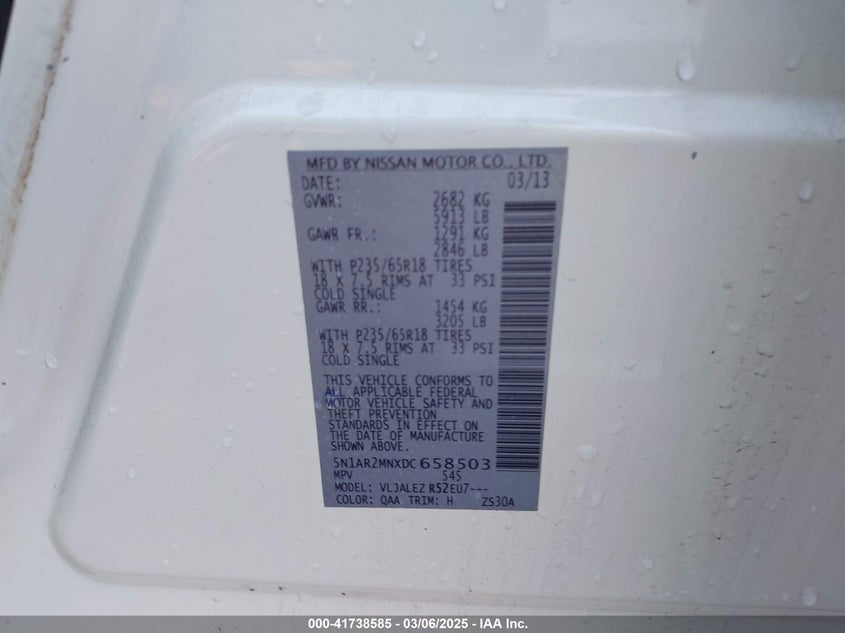 MFD BY NISSAN MOTOR CO., LTD.
DATE: 03/13
GVWR: 2682 KG
5913 LB
GAWR FR.: 1291 KG
2846 LB
WITH P235/65R18 TIRES
18 X 7.5 RIMS AT 33 PSI
COLD SINGLE
GAWR RR.: 1454 KG
3205 LB
WITH P235/65R18 TIRES
18 X 7.5 RIMS AT 33 PSI
COLD SINGLE
THIS VEHICLE CONFORMS TO
ALL APPLICABLE FEDERAL
MOTOR VEHICLE SAFETY AND
THEFT PREVENTION
STANDARDS IN EFFECT ON
THE DATE OF MANUFACTURE
SHOWN ABOVE.
5N1AR2MNXDC658503
MPV 545
MODEL: VLJALEZ R52EU7---
COLOR: QAA TRIM: H ZS30A
000-41738585 - 03/06/2025 - IAA Inc.